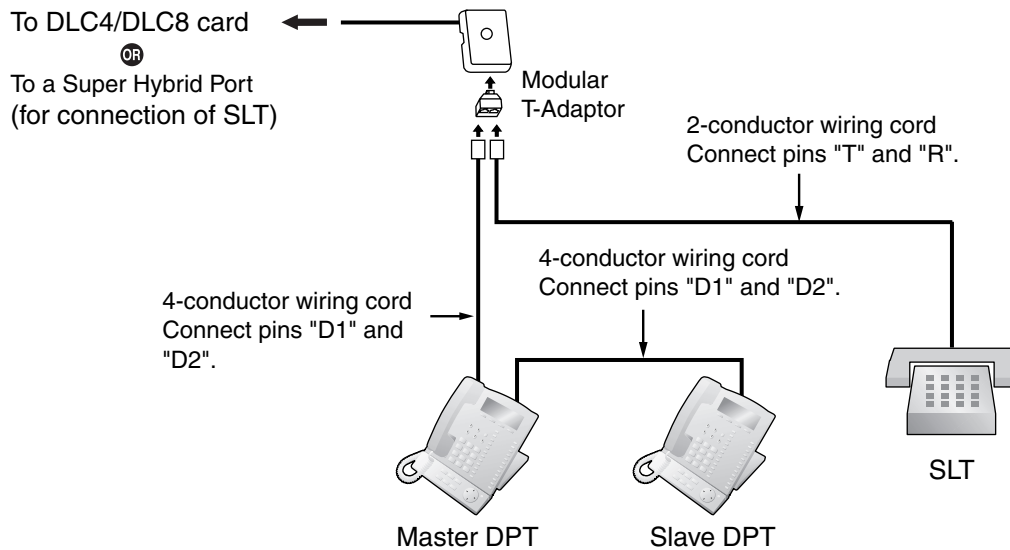 To DLC4/DLC8 card
OR
To a Super Hybrid Port
(for connection of SLT)
Modular
T-Adaptor
2-conductor wiring cord
Connect pins "T" and "R".
4-conductor wiring cord
Connect pins "D1" and "D2".
4-conductor wiring cord
Connect pins "D1" and
"D2".
SLT
Master DPT
Slave DPT